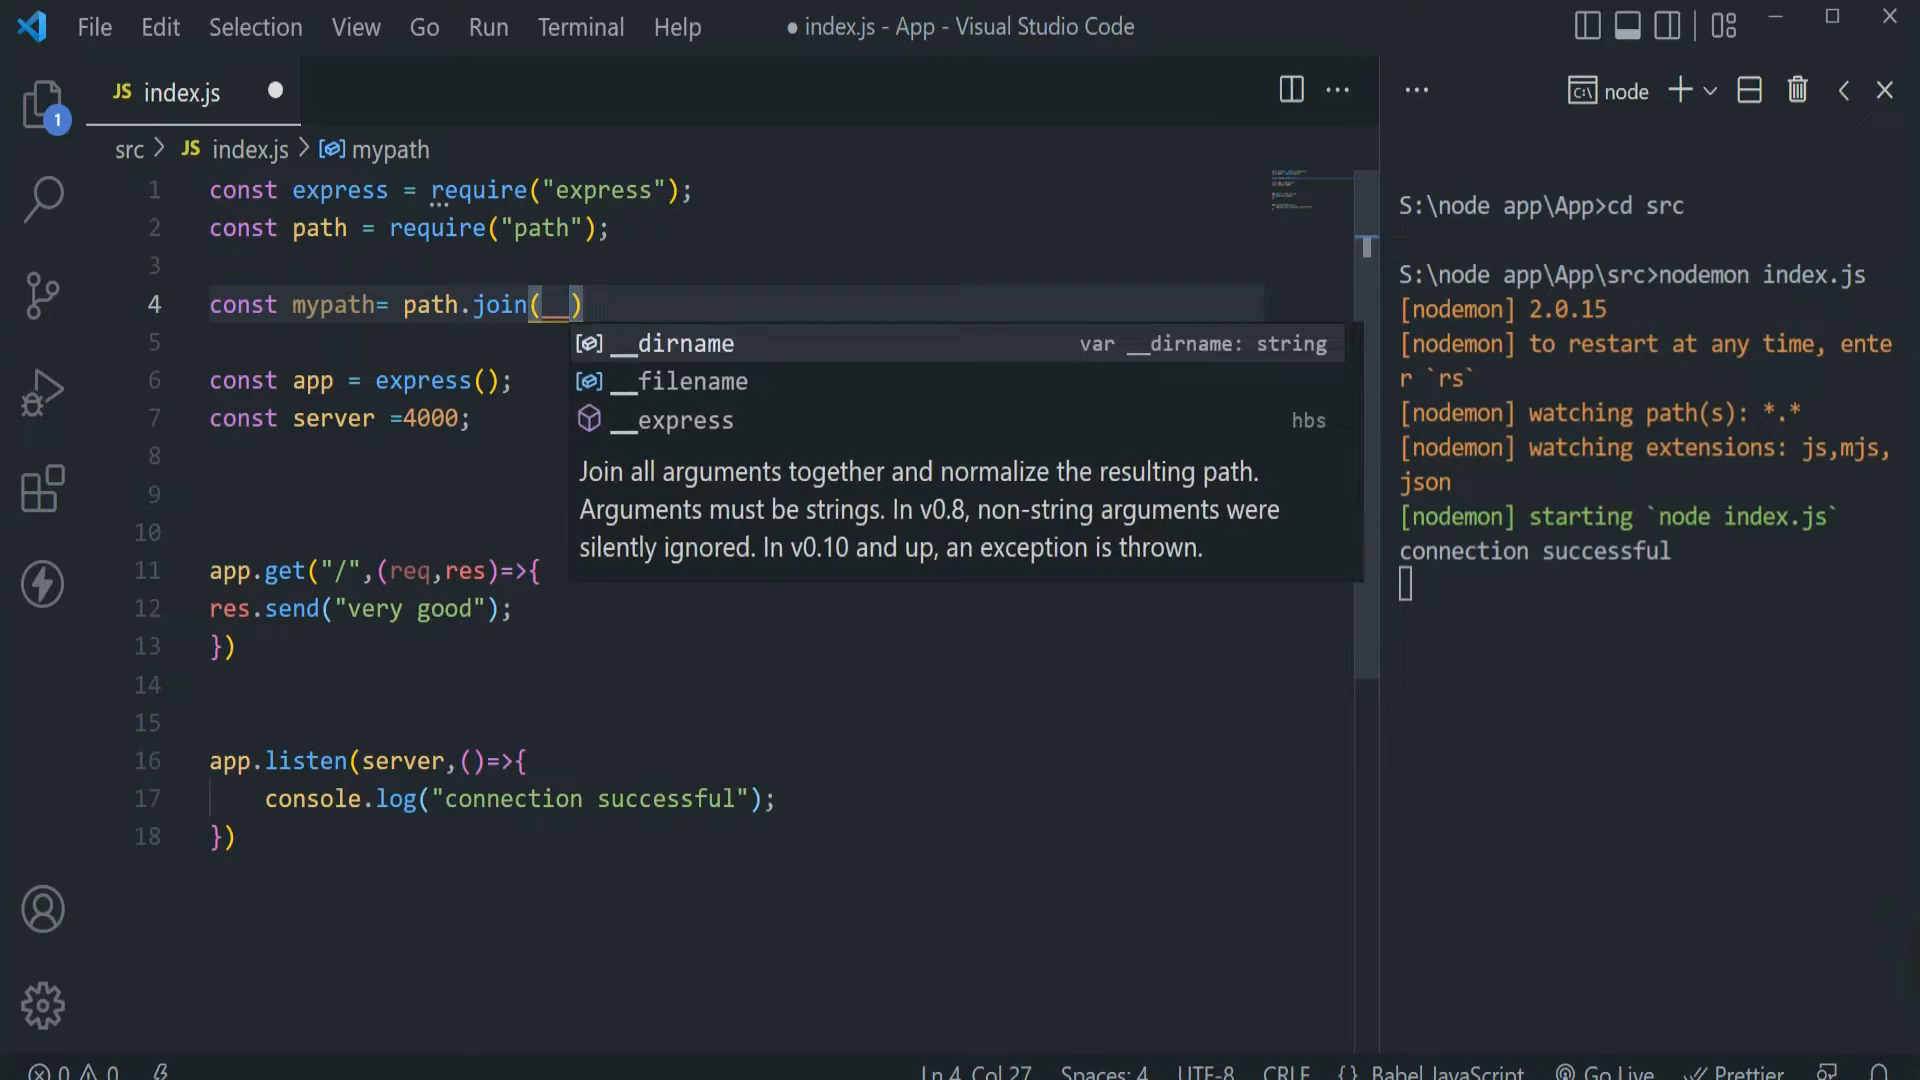 File Edit Selection View Go Run Terminal Help
● index.js - App - Visual Studio Code
JS index.js ●
node
1
src > JS index.js > mypath
1 const express = require("express");
2 const path = require("path");
3
4 const mypath= path.join(__)
5
6 const app = express();
7 const server =4000;
8
9
10
11 app.get("/",(req,res)=>{
12 res.send("very good");
13 })
14
15
16 app.listen(server,()=>{
17 console.log("connection successful");
18 })
__dirname var __dirname: string
__filename
__express hbs
Join all arguments together and normalize the resulting path.
Arguments must be strings. In v0.8, non-string arguments were
silently ignored. In v0.10 and up, an exception is thrown.
S:\node app\App>cd src
S:\node app\App\src>nodemon index.js
[nodemon] 2.0.15
[nodemon] to restart at any time, ente
r `rs`
[nodemon] watching path(s): *.*
[nodemon] watching extensions: js,mjs,
json
[nodemon] starting `node index.js`
connection successful
0 0 Ln 4, Col 27 Spaces: 4 UTF-8 CRLF {} Babel JavaScript Go Live Prettier